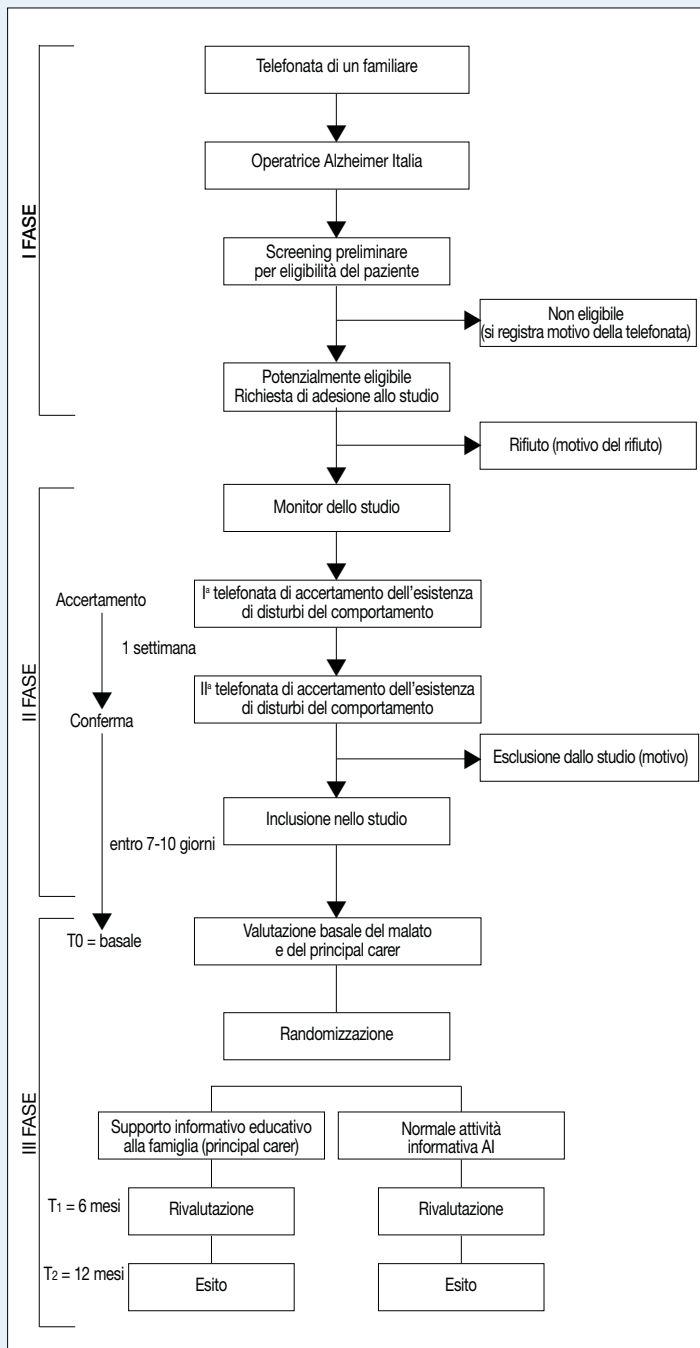 I FASE
Telefonata di un familiare
Operatrice Alzheimer Italia
Screening preliminare
per eligibilità del paziente
Non eligibile
(si registra motivo della telefonata)
Potenzialmente eligibile
Richiesta di adesione allo studio
Rifiuto (motivo del rifiuto)
II FASE
Monitor dello studio
Accertamento
Iª telefonata di accertamento dell'esistenza
di disturbi del comportamento
1 settimana
IIª telefonata di accertamento dell'esistenza
di disturbi del comportamento
Conferma
Esclusione dallo studio (motivo)
Inclusione nello studio
entro 7-10 giorni
III FASE
T0 = basale
Valutazione basale del malato
e del principal carer
Randomizzazione
Supporto informativo educativo
alla famiglia (principal carer)
Normale attività
informativa AI
T1 = 6 mesi
Rivalutazione
Rivalutazione
T2 = 12 mesi
Esito
Esito